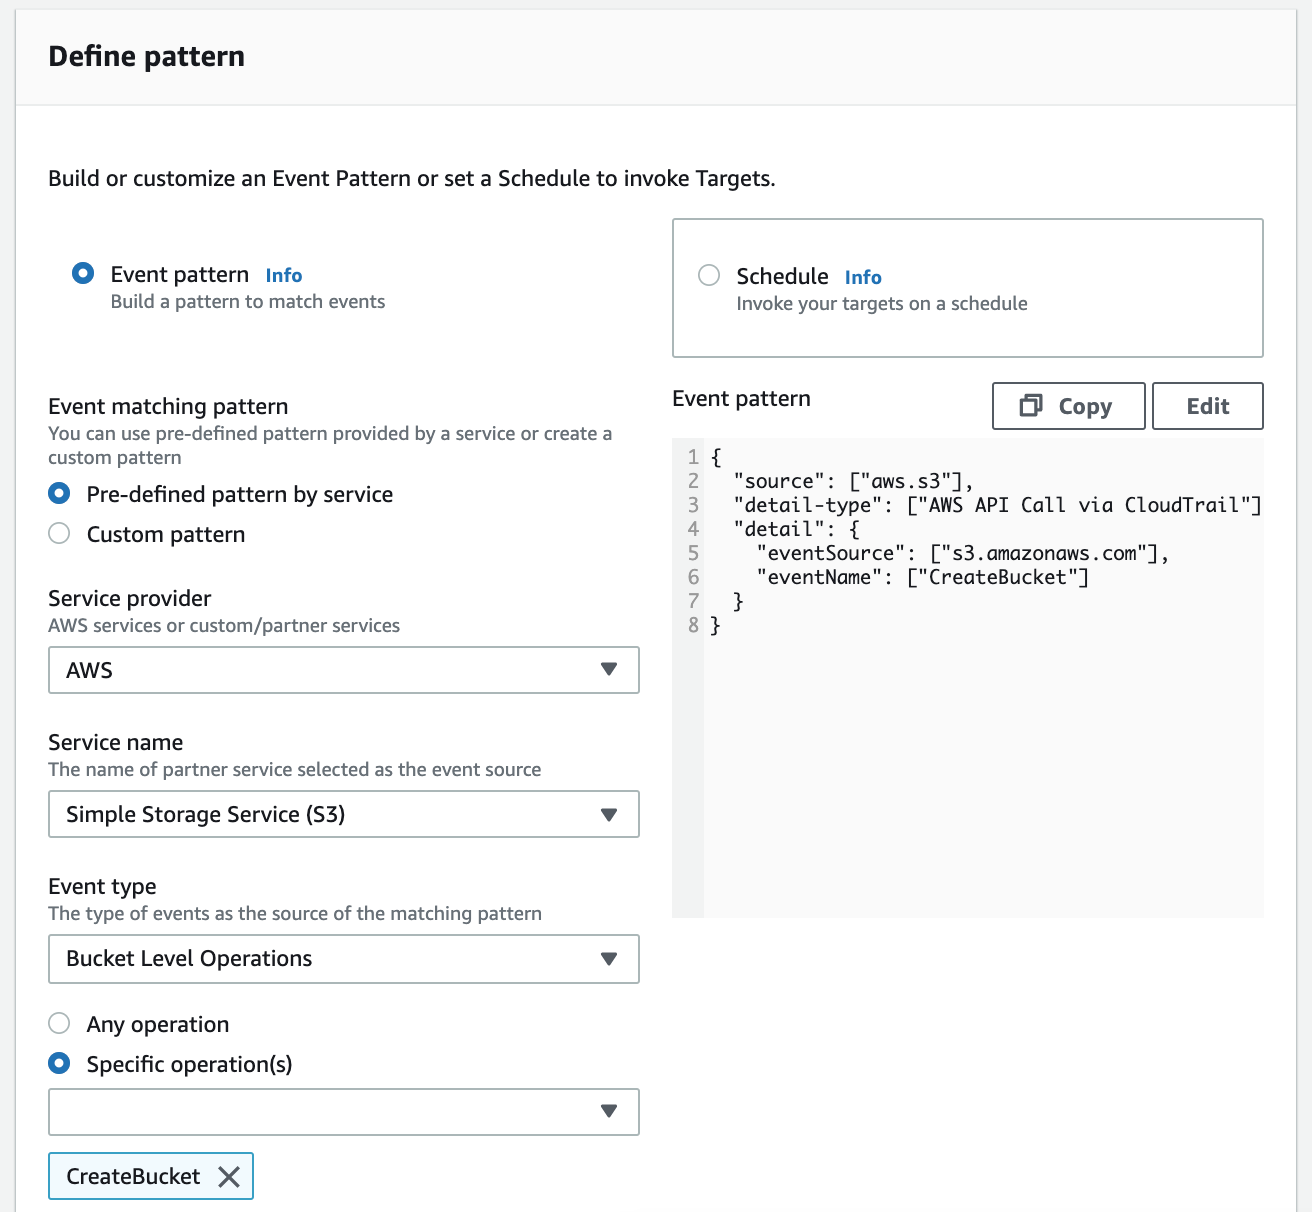 Define pattern
Build or customize an Event Pattern or set a Schedule to invoke Targets.
Event pattern Info
Build a pattern to match events
Schedule Info
Invoke your targets on a schedule
Event matching pattern
You can use pre-defined pattern provided by a service or create a
custom pattern
Pre-defined pattern by service
Custom pattern
Service provider
AWS services or custom/partner services
AWS
Service name
The name of partner service selected as the event source
Simple Storage Service (S3)
Event type
The type of events as the source of the matching pattern
Bucket Level Operations
Any operation
Specific operation(s)
CreateBucket
Event pattern
Copy
Edit
1 {
2   "source": ["aws.s3"],
3   "detail-type": ["AWS API Call via CloudTrail"]
4   "detail": {
5     "eventSource": ["s3.amazonaws.com"],
6     "eventName": ["CreateBucket"]
7   }
8 }